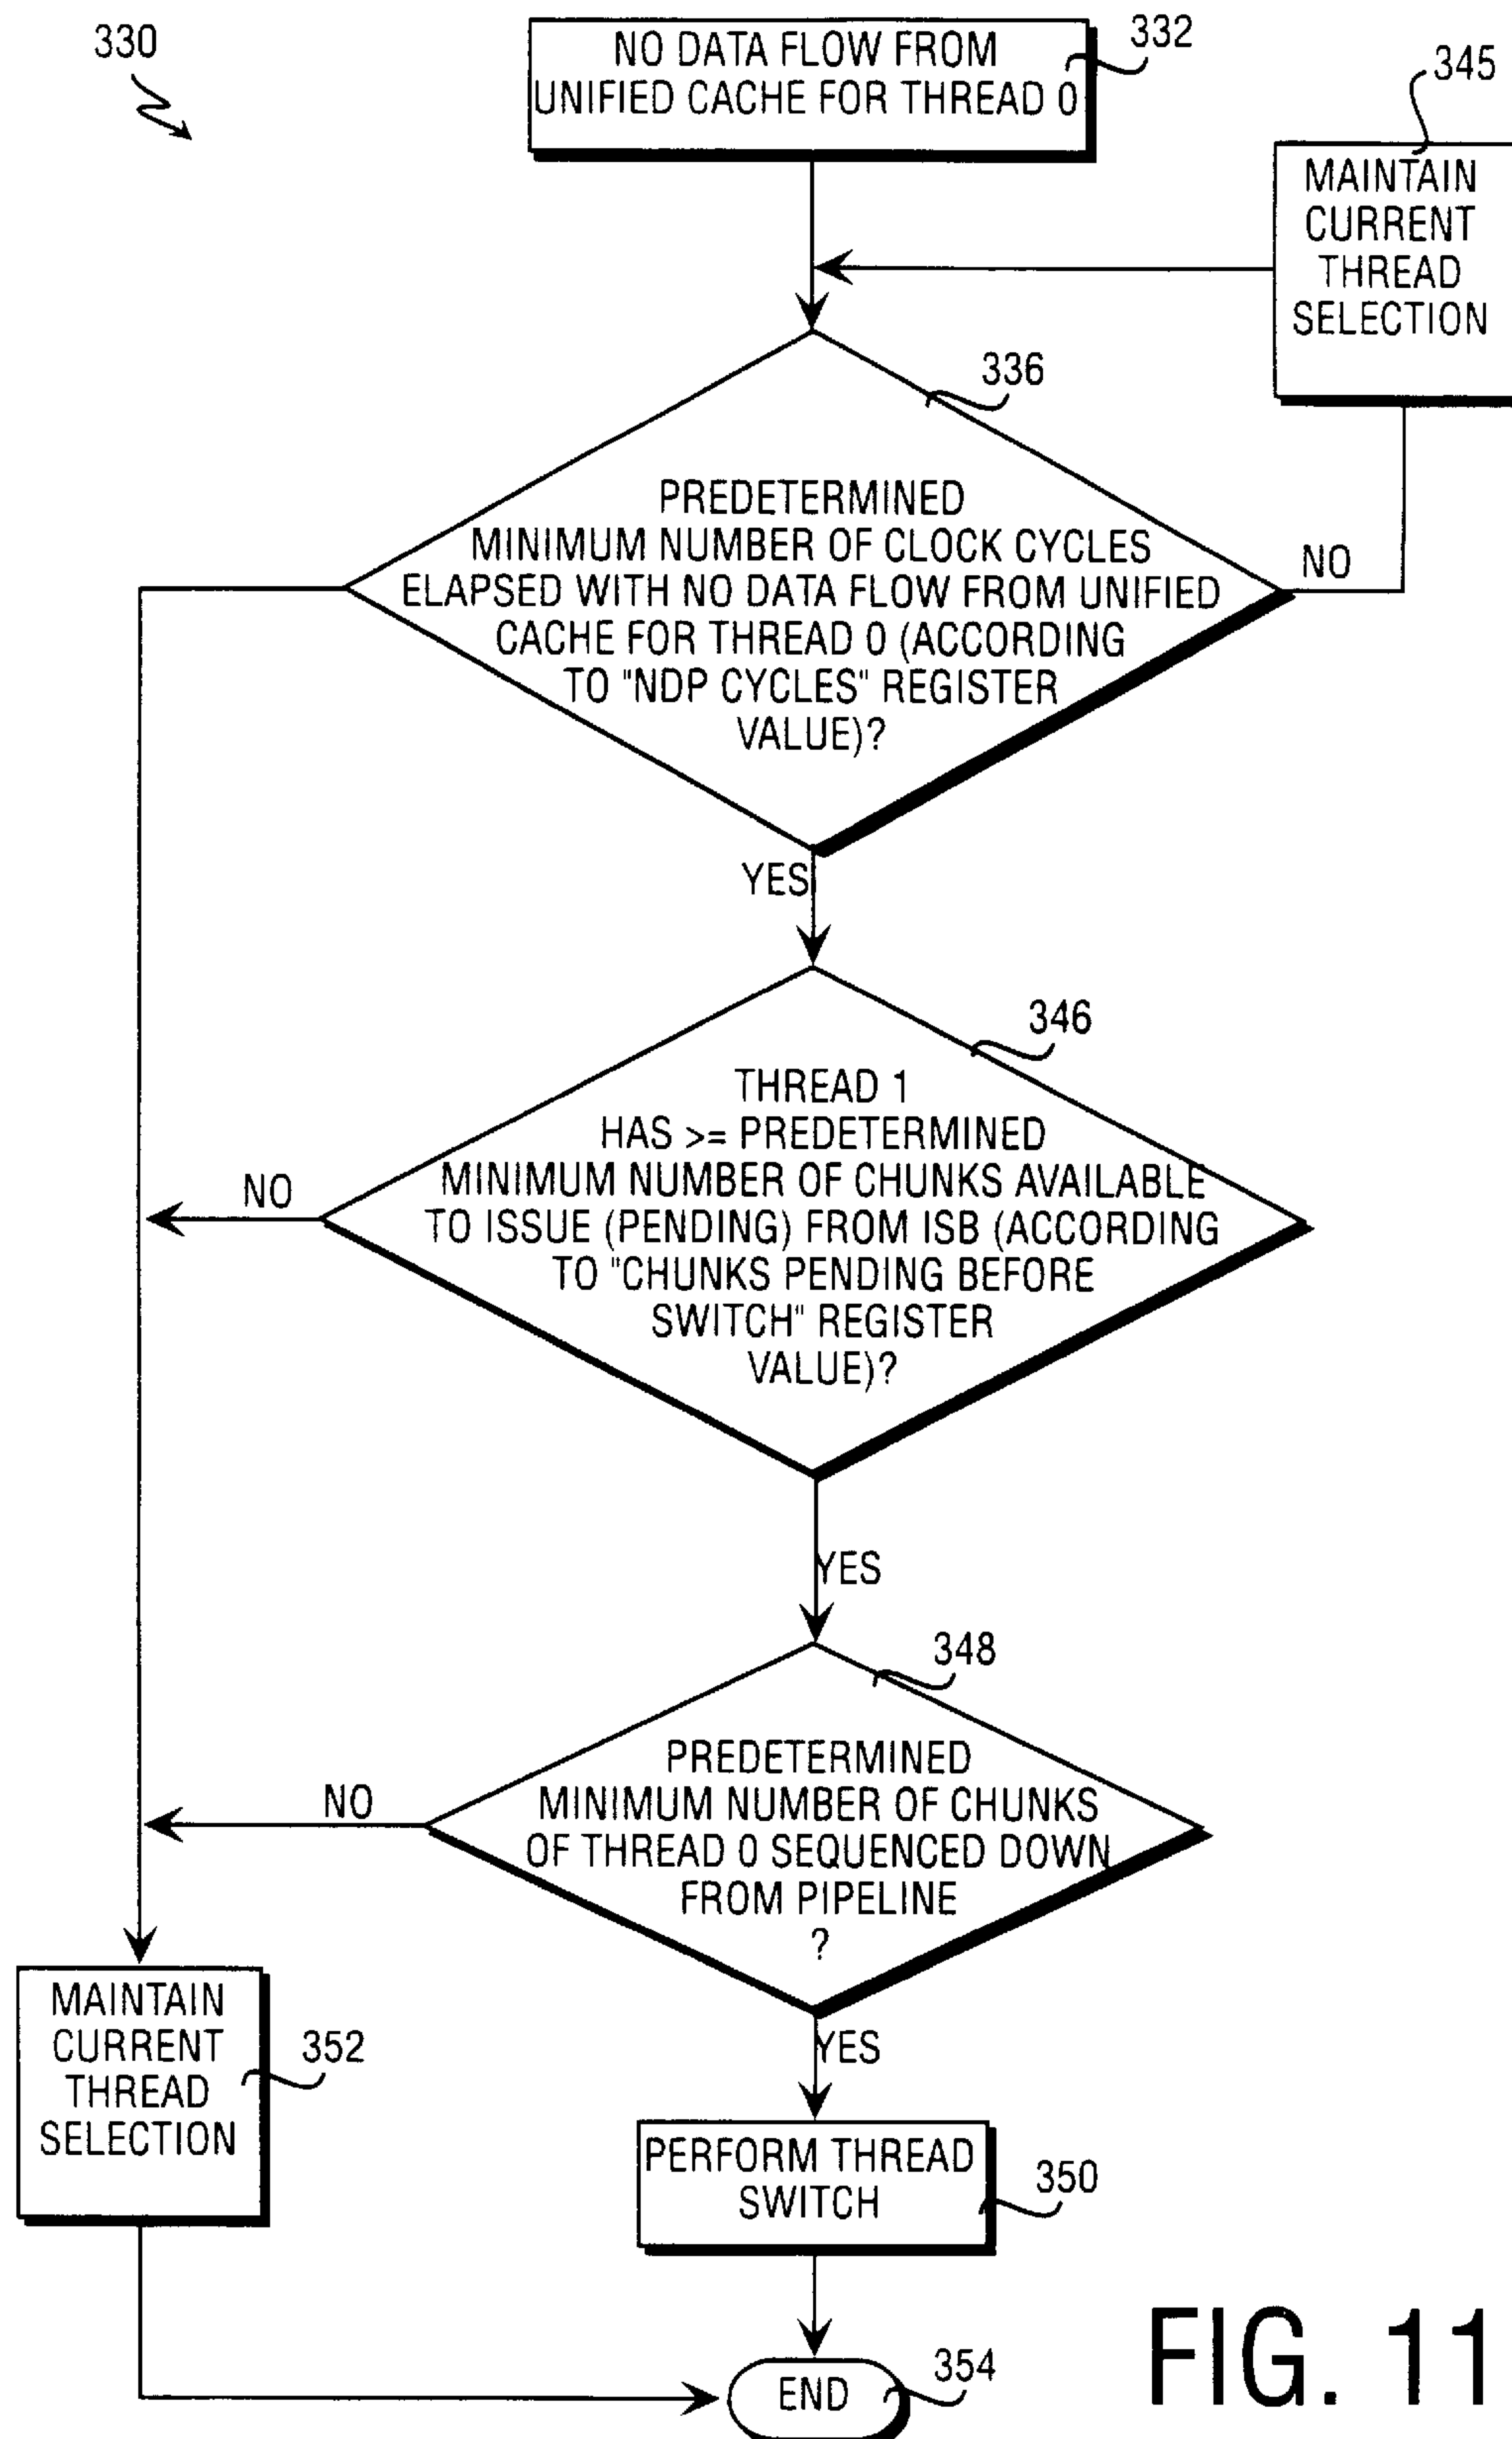 330
NO DATA FLOW FROM
UNIFIED CACHE FOR THREAD 0
332
345
MAINTAIN
CURRENT
THREAD
SELECTION
336
PREDETERMINED
MINIMUM NUMBER OF CLOCK CYCLES
ELAPSED WITH NO DATA FLOW FROM UNIFIED
CACHE FOR THREAD 0 (ACCORDING
TO "NDP CYCLES" REGISTER
VALUE)?
NO
YES
346
THREAD 1
HAS >= PREDETERMINED
MINIMUM NUMBER OF CHUNKS AVAILABLE
TO ISSUE (PENDING) FROM ISB (ACCORDING
TO "CHUNKS PENDING BEFORE
SWITCH" REGISTER
VALUE)?
NO
YES
348
PREDETERMINED
MINIMUM NUMBER OF CHUNKS
OF THREAD 0 SEQUENCED DOWN
FROM PIPELINE
?
NO
YES
MAINTAIN
CURRENT
THREAD
SELECTION
352
PERFORM THREAD
SWITCH
350
END
354
FIG. 11